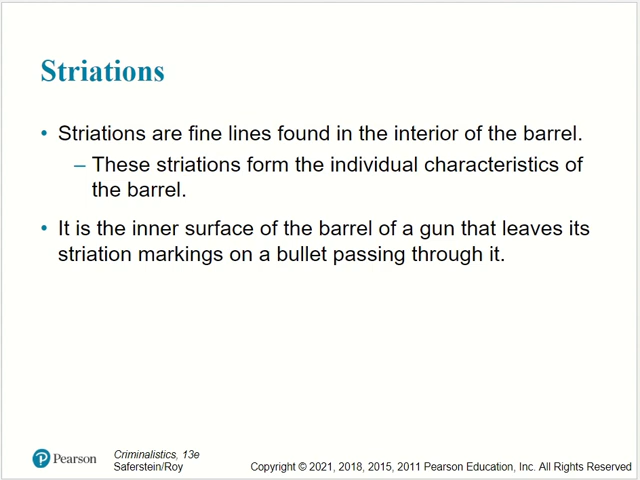 Striations
• Striations are fine lines found in the interior of the barrel.
– These striations form the individual characteristics of
the barrel.
• It is the inner surface of the barrel of a gun that leaves its
striation markings on a bullet passing through it.
Pearson
Criminalistics, 13e
Saferstein/Roy
Copyright © 2021, 2018, 2015, 2011 Pearson Education, Inc. All Rights Reserved